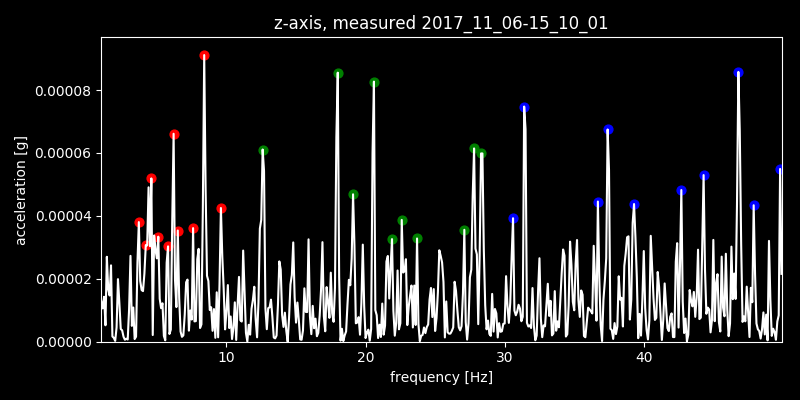 z-axis, measured 2017_11_06-15_10_01
acceleration [g]
0.00008
0.00006
0.00004
0.00002
0.00000
10 20 30 40
frequency [Hz]